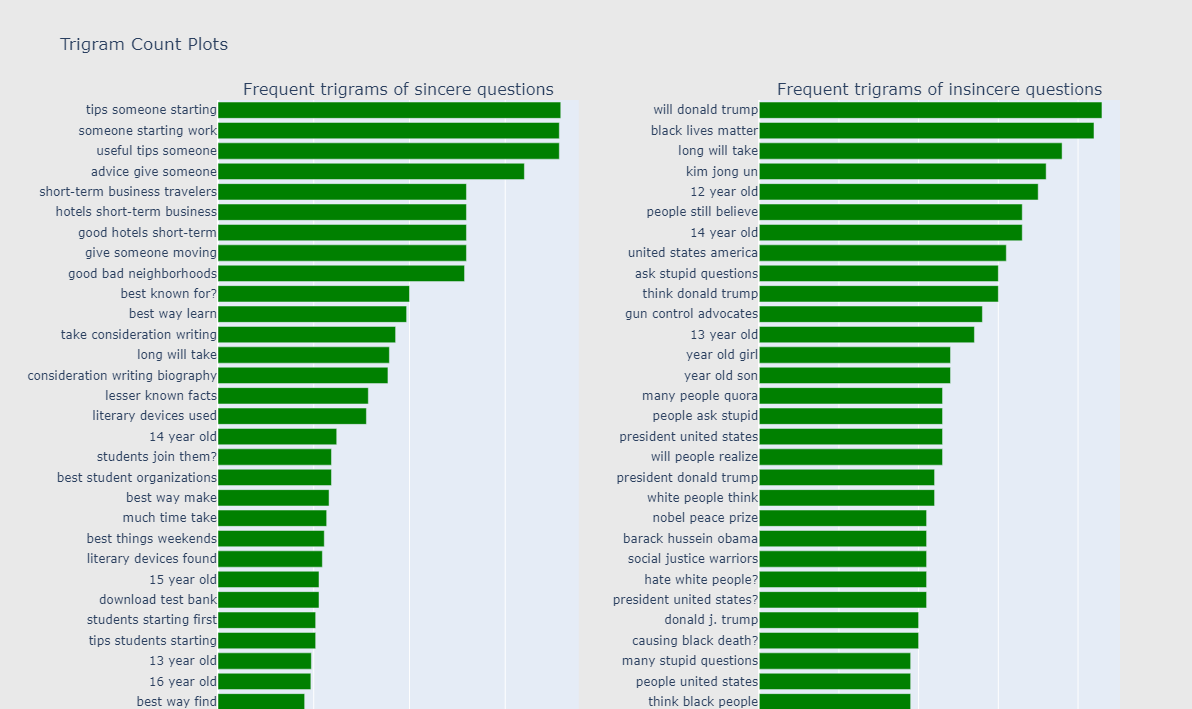 Trigram Count Plots
Frequent trigrams of sincere questions
tips someone starting
someone starting work
useful tips someone
advice give someone
short-term business travelers
hotels short-term business
good hotels short-term
give someone moving
good bad neighborhoods
best known for?
best way learn
take consideration writing
long will take
consideration writing biography
lesser known facts
literary devices used
14 year old
students join them?
best student organizations
best way make
much time take
best things weekends
literary devices found
15 year old
download test bank
students starting first
tips students starting
13 year old
16 year old
best way find
Frequent trigrams of insincere questions
will donald trump
black lives matter
long will take
kim jong un
12 year old
people still believe
14 year old
united states america
ask stupid questions
think donald trump
gun control advocates
13 year old
year old girl
year old son
many people quora
people ask stupid
president united states
will people realize
president donald trump
white people think
nobel peace prize
barack hussein obama
social justice warriors
hate white people?
president united states?
donald j. trump
causing black death?
many stupid questions
people united states
think black people